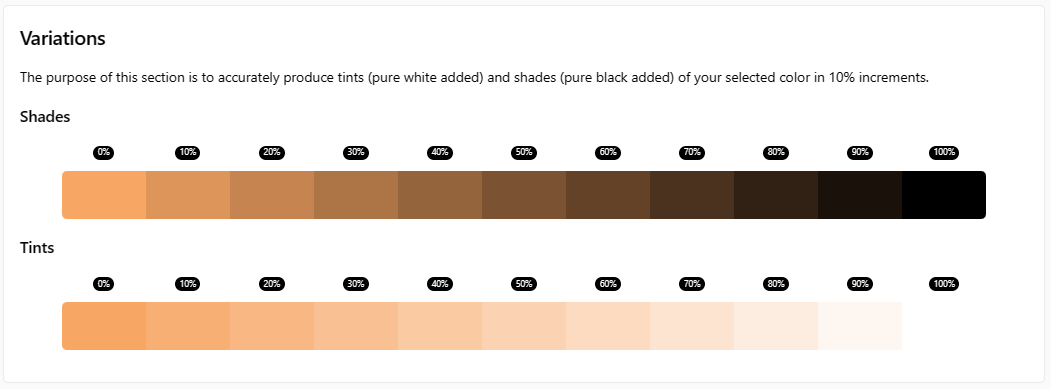 Variations
The purpose of this section is to accurately produce tints (pure white added) and shades (pure black added) of your selected color in 10% increments.
Shades
0% 10% 20% 30% 40% 50% 60% 70% 80% 90% 100%
Tints
0% 10% 20% 30% 40% 50% 60% 70% 80% 90% 100%